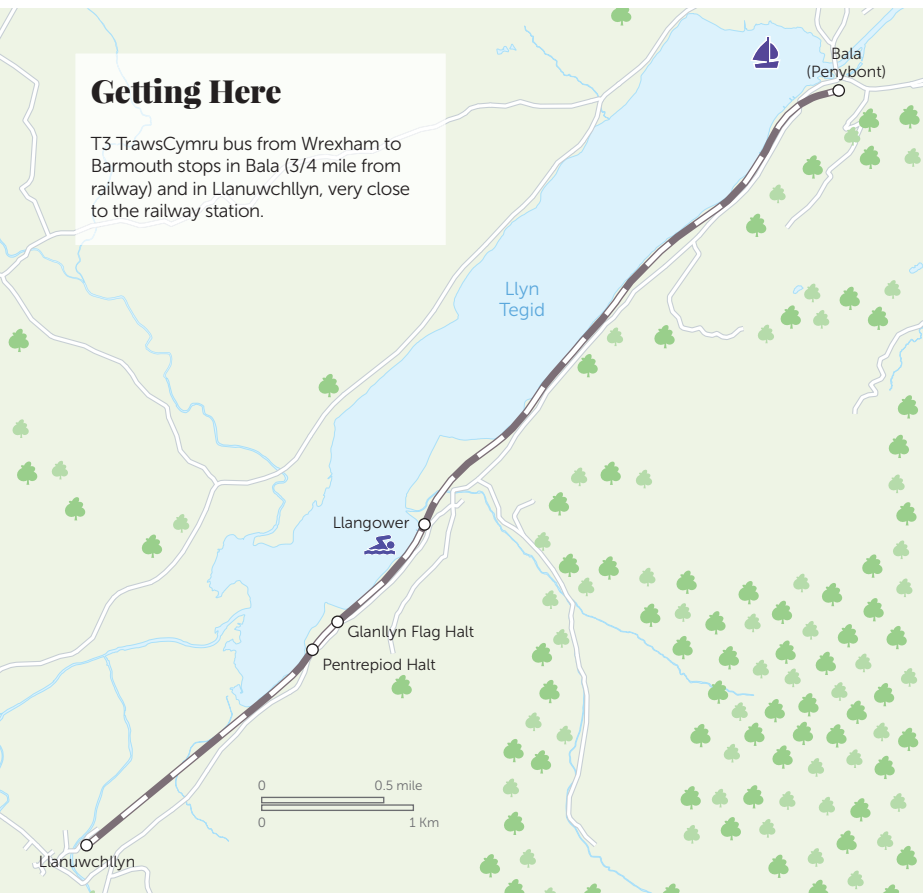 Getting Here
T3 TrawsCymru bus from Wrexham to
Barmouth stops in Bala (3/4 mile from
railway) and in Llanuwchllyn, very close
to the railway station.
Bala
(Penybont)
Llyn
Tegid
Llangower
Glanllyn Flag Halt
Pentrepiod Halt
0 0.5 mile
0 1 Km
Llanuwchllyn